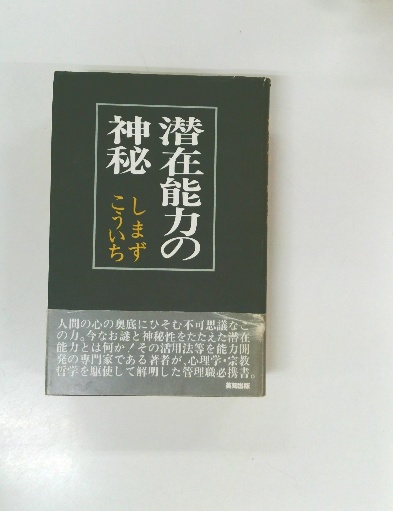 潜在能力の
神秘
しまず
こういち
人間の心の奥底にひそむ不可思議なこ
の力。今なお謎と神秘性をたたえた潜在
能力とは何か!その活用法等を能力開
発の専門家である著者が、心理学・宗教
哲学を駆使して解明した管理職必携書。